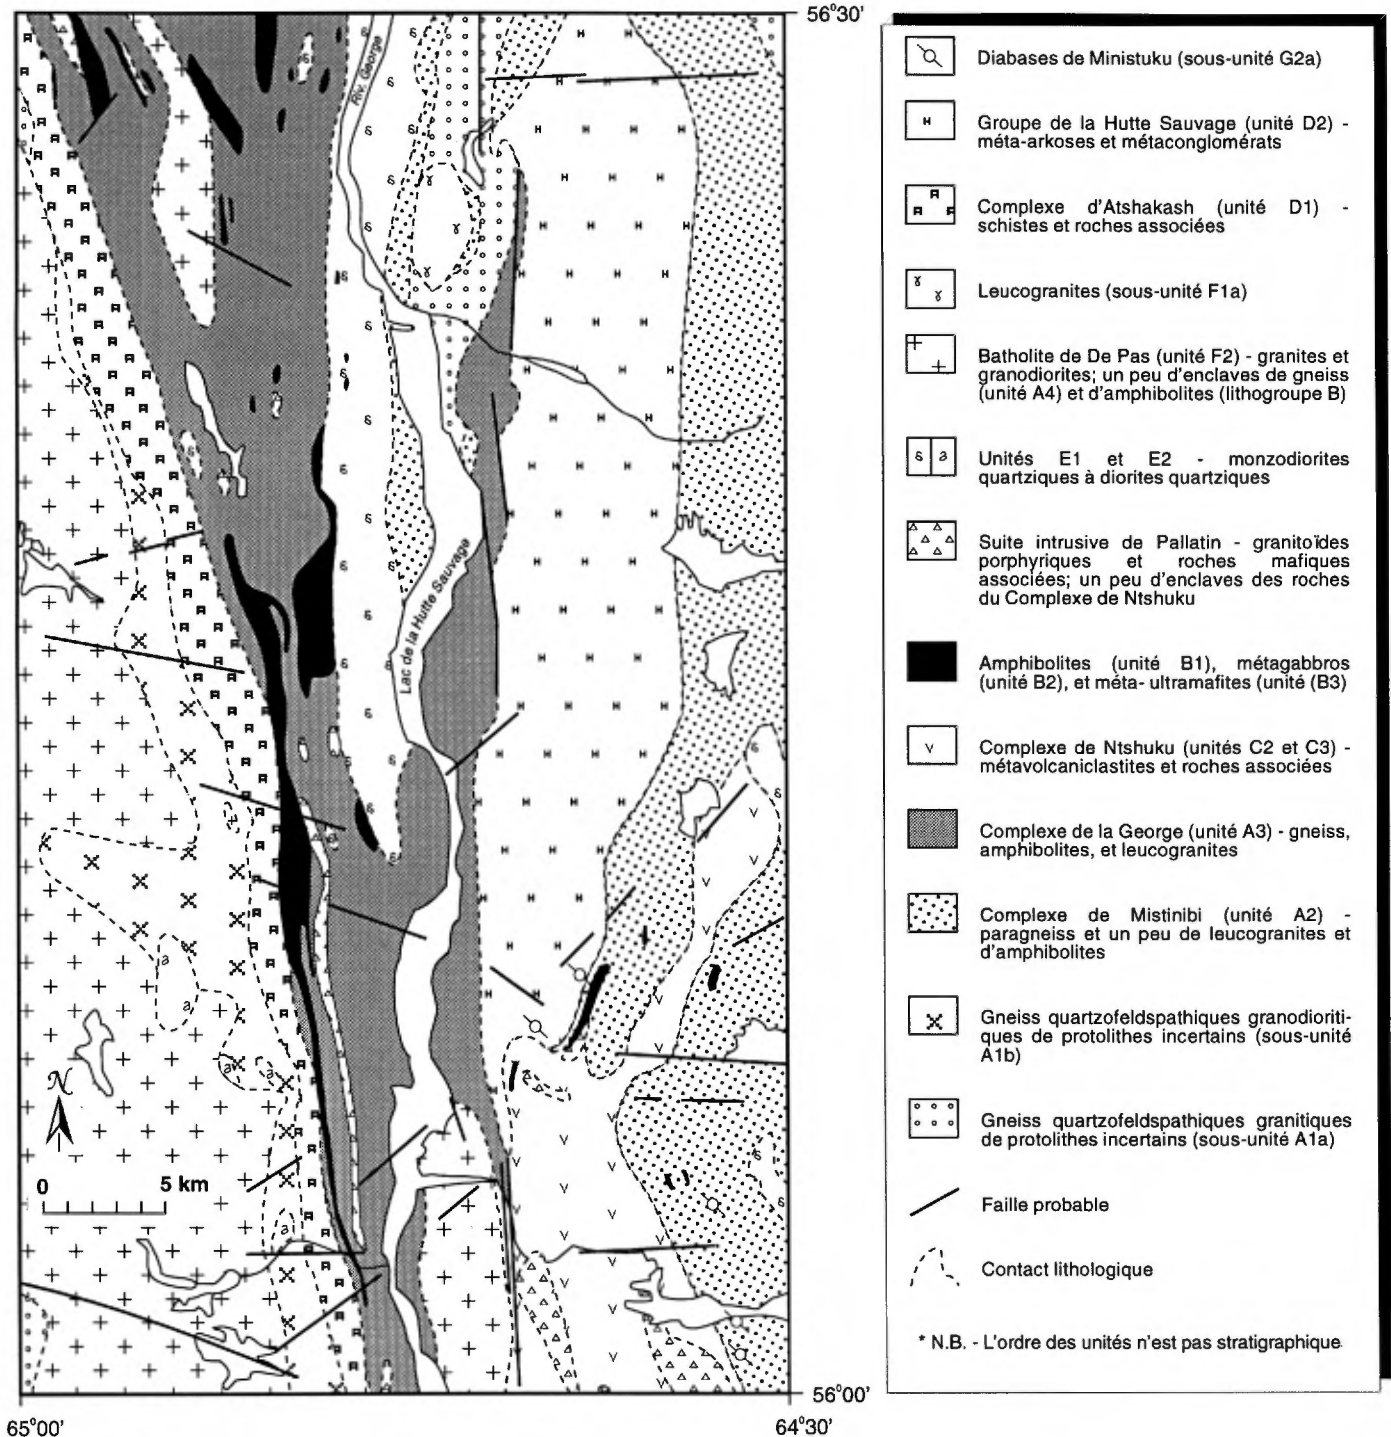 56°30'
Riv. George
Lac de la Hutte Sauvage
N
0 5 km
65°00'
64°30'
56°00'
Diabases de Ministuku (sous-unité G2a)
Groupe de la Hutte Sauvage (unité D2) -
méta-arkoses et métaconglomérats
Complexe d'Atshakash (unité D1) -
schistes et roches associées
Leucogranites (sous-unité F1a)
Batholite de De Pas (unité F2) - granites et
granodiorites; un peu d'enclaves de gneiss
(unité A4) et d'amphibolites (lithogroupe B)
Unités E1 et E2 - monzodiorites
quartziques à diorites quartziques
Suite intrusive de Pallatin - granitoïdes
porphyriques et roches mafiques
associées; un peu d'enclaves des roches
du Complexe de Ntshuku
Amphibolites (unité B1), métagabbros
(unité B2), et méta- ultramafites (unité (B3)
Complexe de Ntshuku (unités C2 et C3) -
métavolcaniclastites et roches associées
Complexe de la George (unité A3) - gneiss,
amphibolites, et leucogranites
Complexe de Mistinibi (unité A2) -
paragneiss et un peu de leucogranites et
d'amphibolites
Gneiss quartzofeldspathiques granodioriti-
ques de protolithes incertains (sous-unité
A1b)
Gneiss quartzofeldspathiques granitiques
de protolithes incertains (sous-unité A1a)
Faille probable
Contact lithologique
* N.B. - L'ordre des unités n'est pas stratigraphique